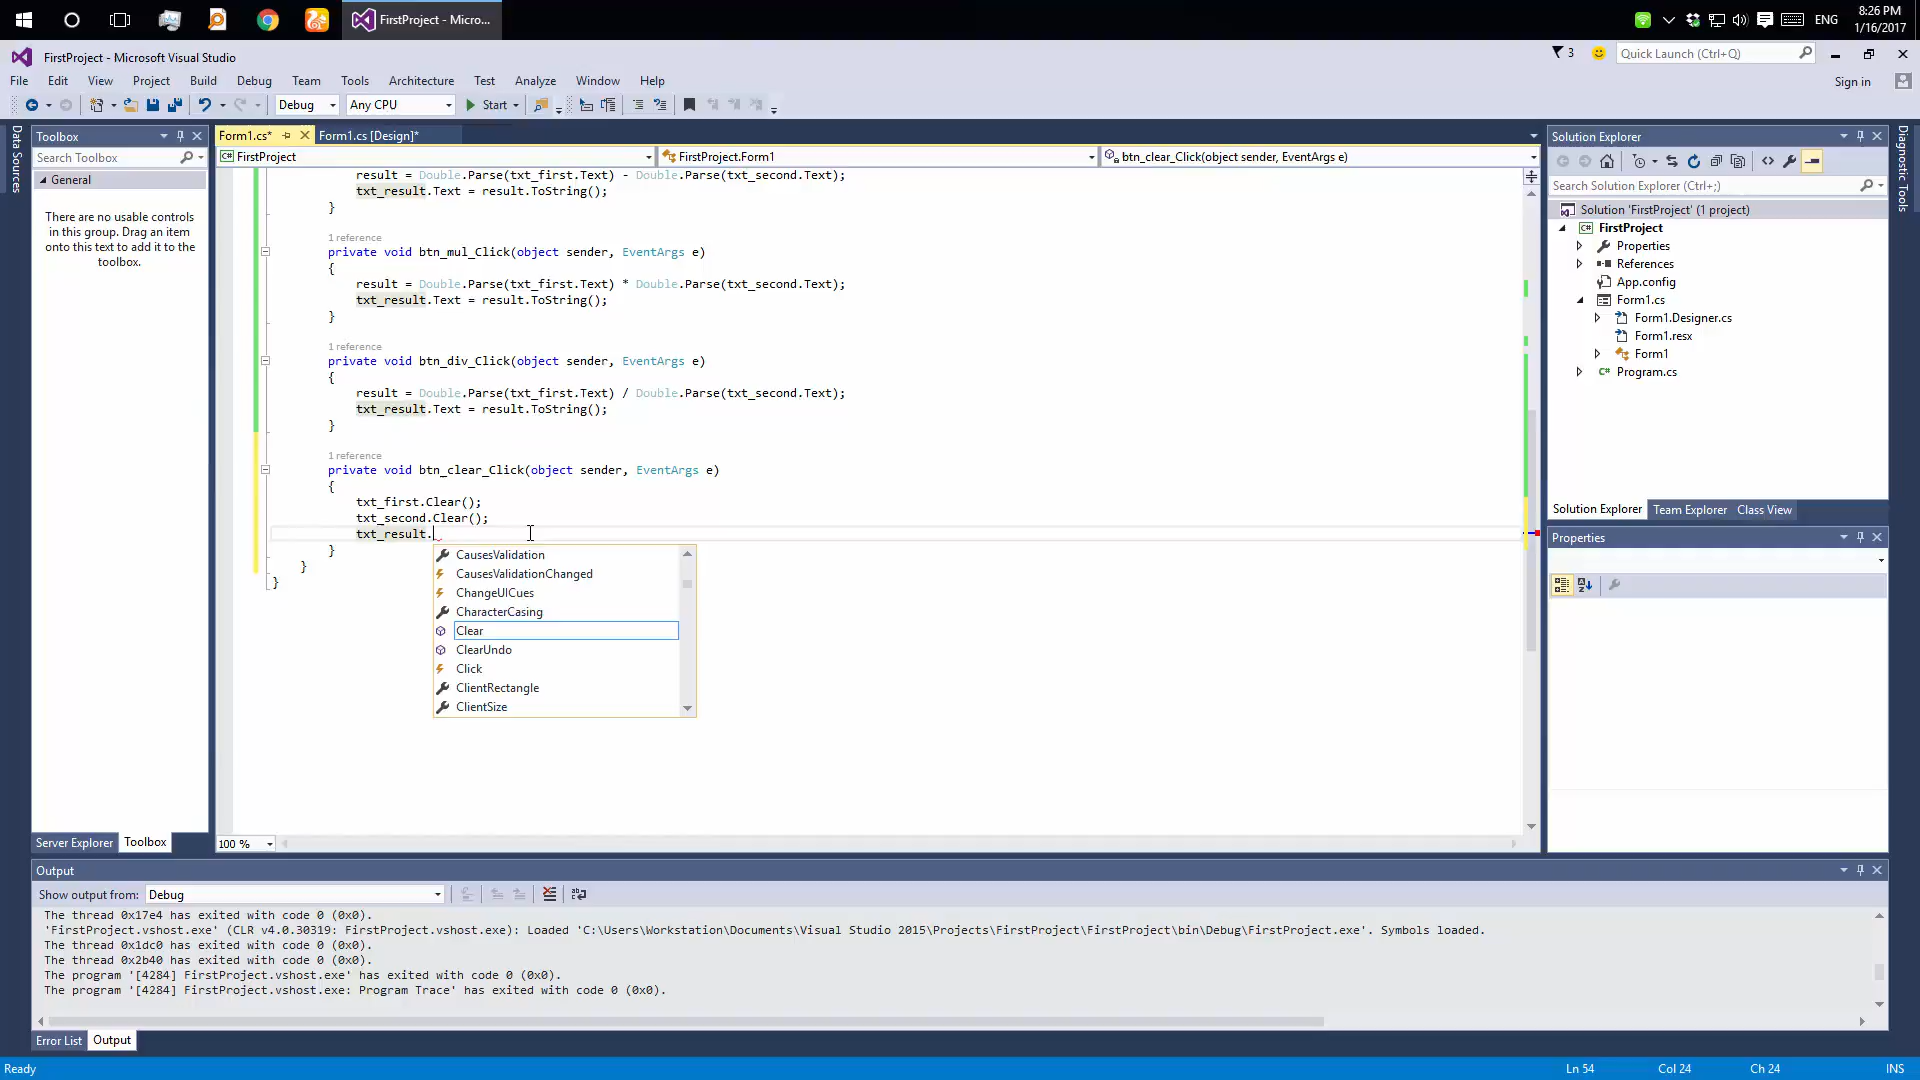 FirstProject - Micro...
ENG
8:26 PM
1/16/2017
FirstProject - Microsoft Visual Studio
3
Quick Launch (Ctrl+Q)
File Edit View Project Build Debug Team Tools Architecture Test Analyze Window Help
Sign in
Debug Any CPU Start
Data Sources
Toolbox
Search Toolbox
General
There are no usable controls
in this group. Drag an item
onto this text to add it to the
toolbox.
Server Explorer Toolbox
Form1.cs* Form1.cs [Design]*
FirstProject FirstProject.Form1 btn_clear_Click(object sender, EventArgs e)
result = Double.Parse(txt_first.Text) - Double.Parse(txt_second.Text);
txt_result.Text = result.ToString();
}
1 reference
private void btn_mul_Click(object sender, EventArgs e)
{
result = Double.Parse(txt_first.Text) * Double.Parse(txt_second.Text);
txt_result.Text = result.ToString();
}
1 reference
private void btn_div_Click(object sender, EventArgs e)
{
result = Double.Parse(txt_first.Text) / Double.Parse(txt_second.Text);
txt_result.Text = result.ToString();
}
1 reference
private void btn_clear_Click(object sender, EventArgs e)
{
txt_first.Clear();
txt_second.Clear();
txt_result.
}
}
}
CausesValidation
CausesValidationChanged
ChangeUICues
CharacterCasing
Clear
ClearUndo
Click
ClientRectangle
ClientSize
100 %
Solution Explorer
Search Solution Explorer (Ctrl+;)
Solution 'FirstProject' (1 project)
FirstProject
Properties
References
App.config
Form1.cs
Form1.Designer.cs
Form1.resx
Form1
Program.cs
Solution Explorer Team Explorer Class View
Properties
Diagnostic Tools
Output
Show output from: Debug
The thread 0x17e4 has exited with code 0 (0x0).
'FirstProject.vshost.exe' (CLR v4.0.30319: FirstProject.vshost.exe): Loaded 'C:\Users\Workstation\Documents\Visual Studio 2015\Projects\FirstProject\FirstProject\bin\Debug\FirstProject.exe'. Symbols loaded.
The thread 0x1dc0 has exited with code 0 (0x0).
The thread 0x2b40 has exited with code 0 (0x0).
The program '[4284] FirstProject.vshost.exe' has exited with code 0 (0x0).
The program '[4284] FirstProject.vshost.exe: Program Trace' has exited with code 0 (0x0).
Error List Output
Ready Ln 54 Col 24 Ch 24 INS